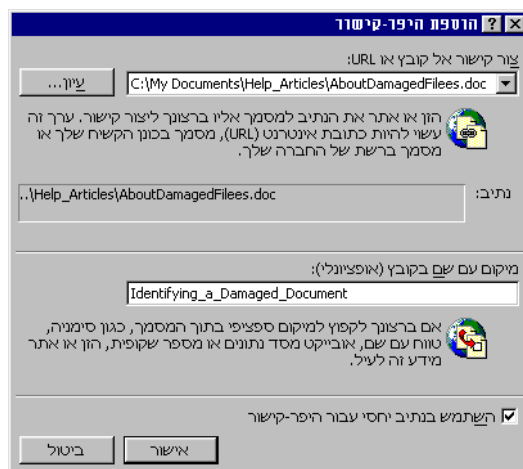 הוספת היפר-קישור
צור קישור אל קובץ או URL:
C:\My Documents\Help_Articles\AboutDamagedFilees.doc
עיון...
הזן או אתר את הנתיב למסמך אליו ברצונך ליצור קישור. ערך זה
עשוי להיות כתובת אינטרנט (URL), מסמך בכונן הקשיח שלך או
מסמך ברשת של החברה שלך.
נתיב:
..\Help_Articles\AboutDamagedFilees.doc
מיקום עם שם בקובץ (אופציונלי):
Identifying_a_Damaged_Document
אם ברצונך לקפוץ למיקום ספציפי בתוך המסמך, כגון סימניה,
טווח עם שם, אובייקט מסד נתונים או מספר שקופית, הזן או אתר
מידע זה לעיל.
השתמש בנתיב יחסי עבור היפר-קישור
אישור
ביטול